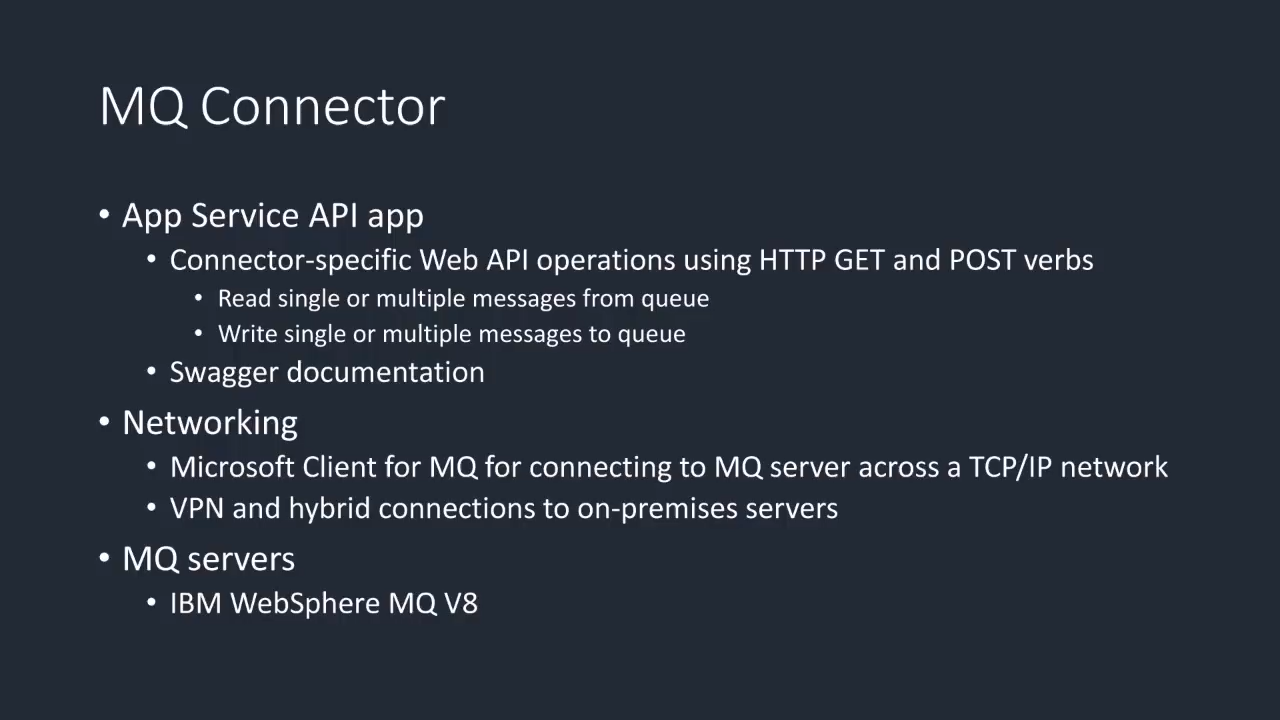 MQ Connector
• App Service API app
• Connector-specific Web API operations using HTTP GET and POST verbs
• Read single or multiple messages from queue
• Write single or multiple messages to queue
• Swagger documentation
• Networking
• Microsoft Client for MQ for connecting to MQ server across a TCP/IP network
• VPN and hybrid connections to on-premises servers
• MQ servers
• IBM WebSphere MQ V8